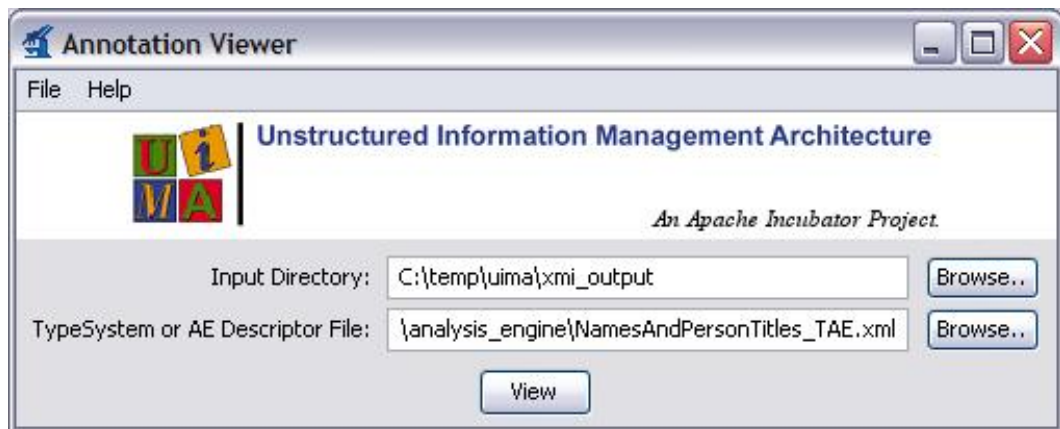 Annotation Viewer
File Help
UiMA
Unstructured Information Management Architecture
An Apache Incubator Project.
Input Directory: C:\temp\uima\xmi_output Browse..
TypeSystem or AE Descriptor File: \analysis_engine\NamesAndPersonTitles_TAE.xml Browse..
View